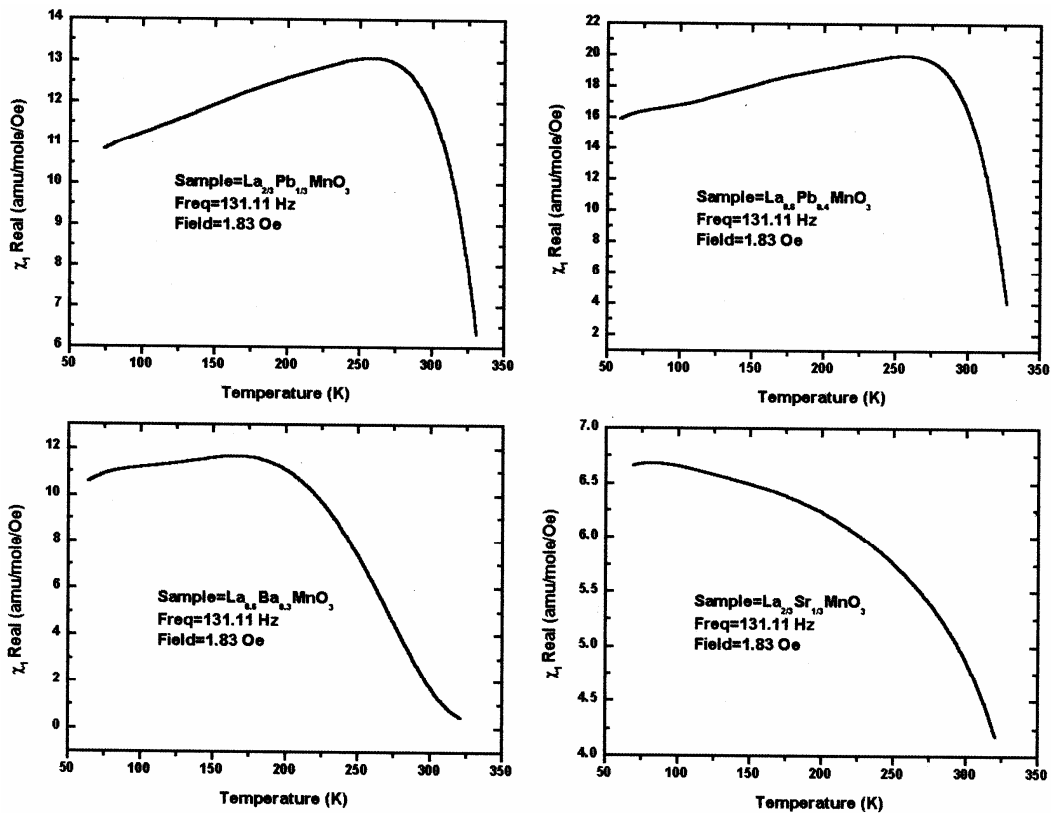 14
13
12
11
10
9
8
7
6
50 100 150 200 250 300 350
χ₁ Real (amu/mole/Oe)
Temperature (K)
Sample=La2/3Pb1/3MnO3
Freq=131.11 Hz
Field=1.83 Oe
22
20
18
16
14
12
10
8
6
4
2
50 100 150 200 250 300 350
χ₁ Real (amu/mole/Oe)
Temperature (K)
Sample=La0.6Pb0.4MnO3
Freq=131.11 Hz
Field=1.83 Oe
12
10
8
6
4
2
0
50 100 150 200 250 300 350
χ₁ Real (amu/mole/Oe)
Temperature (K)
Sample=La0.6Ba0.3MnO3
Freq=131.11 Hz
Field=1.83 Oe
7.0
6.5
6.0
5.5
5.0
4.5
4.0
50 100 150 200 250 300 350
χ₁ Real (amu/mole/Oe)
Temperature (K)
Sample=La2/3Sr1/3MnO3
Freq=131.11 Hz
Field=1.83 Oe